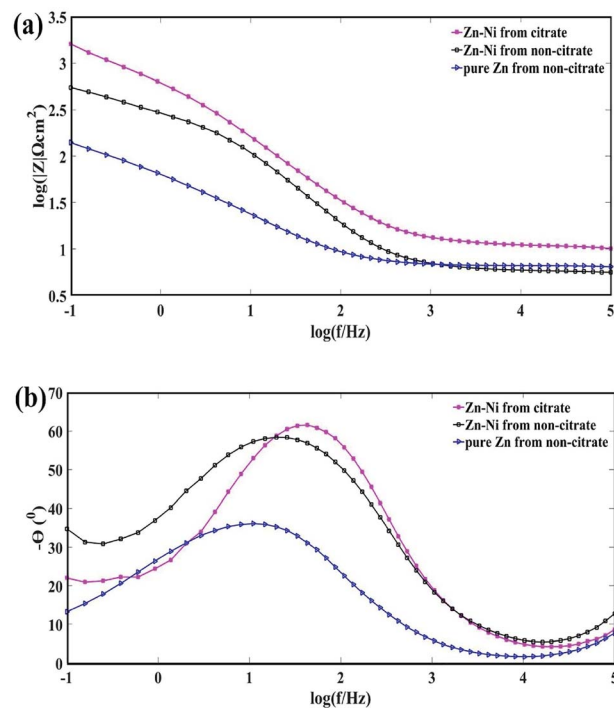 (a)
3.5
3
2.5
2
1.5
1
0.5
log(|Z|Ωcm²)
Zn-Ni from citrate
Zn-Ni from non-citrate
pure Zn from non-citrate
-1 0 1 2 3 4 5
log(f/Hz)
(b)
70
60
50
40
30
20
10
0
-Θ (⁰)
Zn-Ni from citrate
Zn-Ni from non-citrate
pure Zn from non-citrate
-1 0 1 2 3 4 5
log(f/Hz)